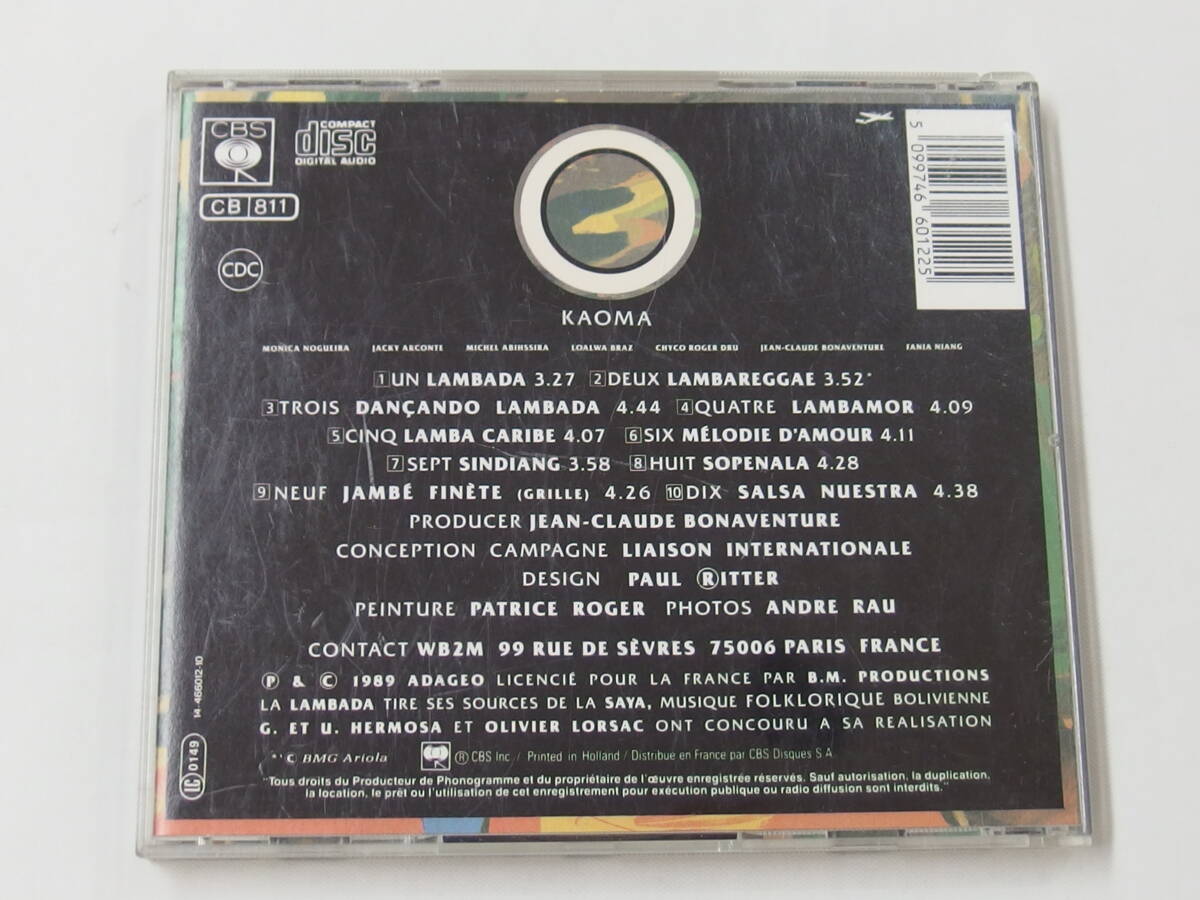 CBS
COMPACT
disc
DIGITAL AUDIO
CB 811
CDC
5 099746 601225
KAOMA
MONICA NOGUEIRA JACKY ARCONTE MICHEL ABIHSSIRA LOALWA BRAZ CHYCO ROGER DRU JEAN-CLAUDE BONAVENTURE FANIA NIANG
1 UN LAMBADA 3.27 2 DEUX LAMBAREGGAE 3.52*
3 TROIS DANÇANDO LAMBADA 4.44 4 QUATRE LAMBAMOR 4.09
5 CINQ LAMBA CARIBE 4.07 6 SIX MÉLODIE D'AMOUR 4.11
7 SEPT SINDIANG 3.58 8 HUIT SOPENALA 4.28
9 NEUF JAMBÉ FINÈTE (GRILLE) 4.26 10 DIX SALSA NUESTRA 4.38
PRODUCER JEAN-CLAUDE BONAVENTURE
CONCEPTION CAMPAGNE LIAISON INTERNATIONALE
DESIGN PAUL RITTER
PEINTURE PATRICE ROGER PHOTOS ANDRE RAU
CONTACT WB2M 99 RUE DE SÈVRES 75006 PARIS FRANCE
Ⓟ & © 1989 ADAGEO LICENCIÉ POUR LA FRANCE PAR B.M. PRODUCTIONS
LA LAMBADA TIRE SES SOURCES DE LA SAYA, MUSIQUE FOLKLORIQUE BOLIVIENNE
G. ET U. HERMOSA ET OLIVIER LORSAC ONT CONCOURU A SA REALISATION
*© BMG Ariola
® CBS Inc / Printed in Holland / Distribue en France par CBS Disques S A
"Tous droits du Producteur de Phonogramme et du propriétaire de l'œuvre enregistrée réservés. Sauf autorisation, la duplication,
la location, le prêt ou l'utilisation de cet enregistrement pour exécution publique ou radio diffusion sont interdits."
14-466012-10
LC 0149